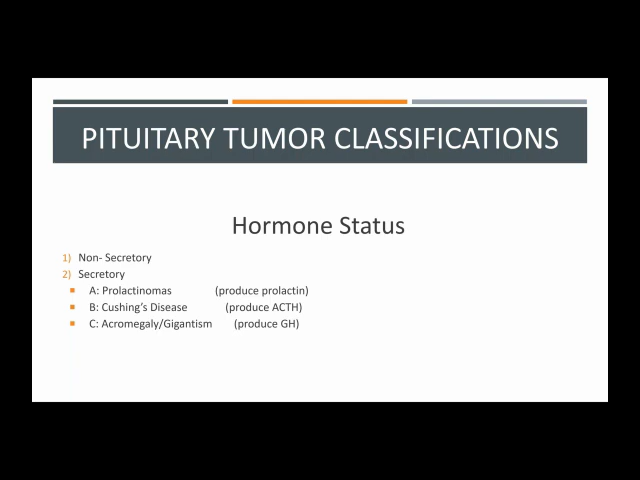 PITUITARY TUMOR CLASSIFICATIONS
Hormone Status
1) Non- Secretory
2) Secretory
■ A: Prolactinomas (produce prolactin)
■ B: Cushing's Disease (produce ACTH)
■ C: Acromegaly/Gigantism (produce GH)